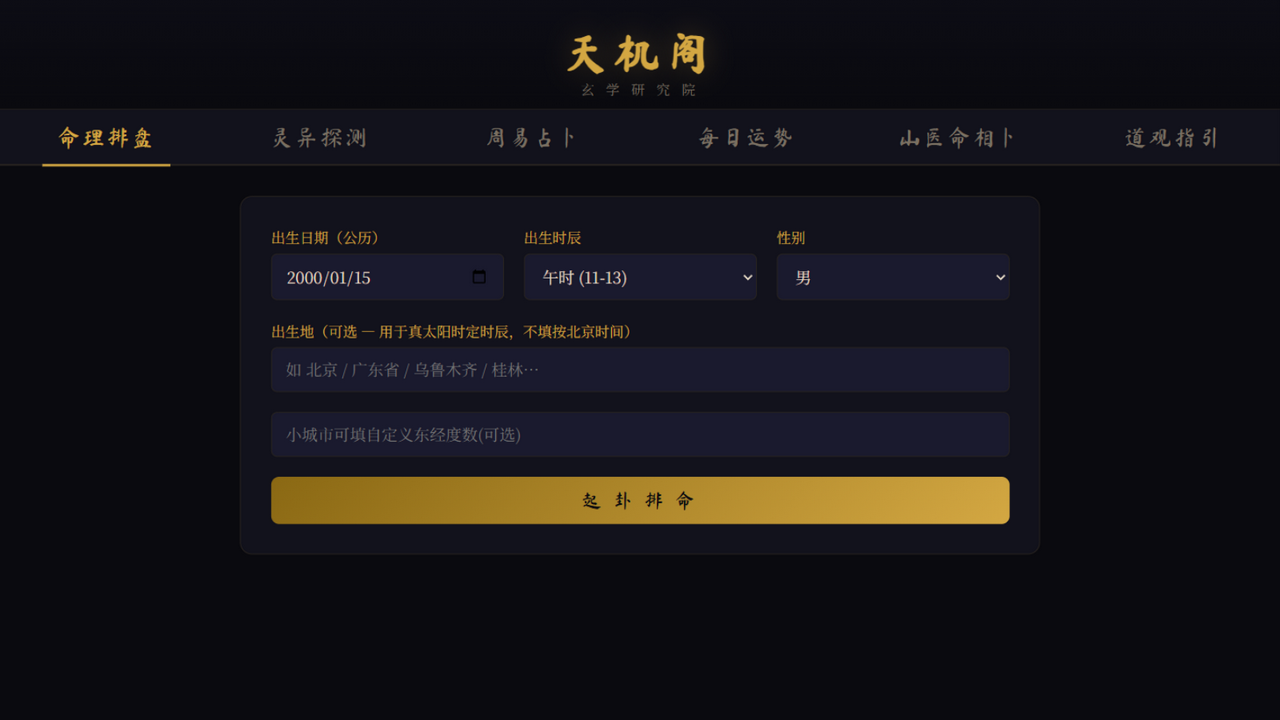 天机阁
玄学研究院
命理排盘 灵异探测 周易占卜 每日运势 山医命相卜 道观指引
出生日期（公历） 出生时辰 性别
2000/01/15 午时 (11-13) 男
出生地（可选 — 用于真太阳时定时辰，不填按北京时间）
如 北京 / 广东省 / 乌鲁木齐 / 桂林…
小城市可填自定义东经度数(可选)
起卦排命